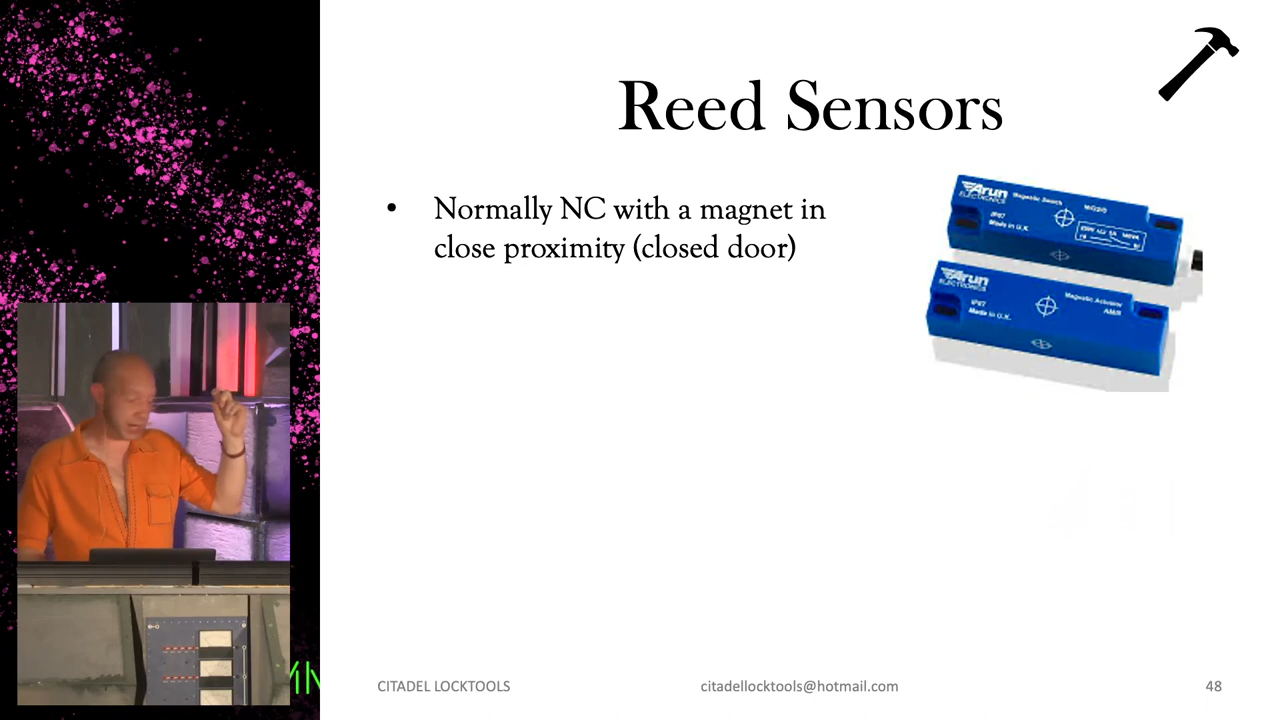 Reed Sensors
• Normally NC with a magnet in
close proximity (closed door)
Arun
ELECTRONICS
Magnetic Switch
IP67
Made in U.K.
Arun
ELECTRONICS
Magnetic Actuator
IP67
Made in U.K.
CITADEL LOCKTOOLS
citadellocktools@hotmail.com
48